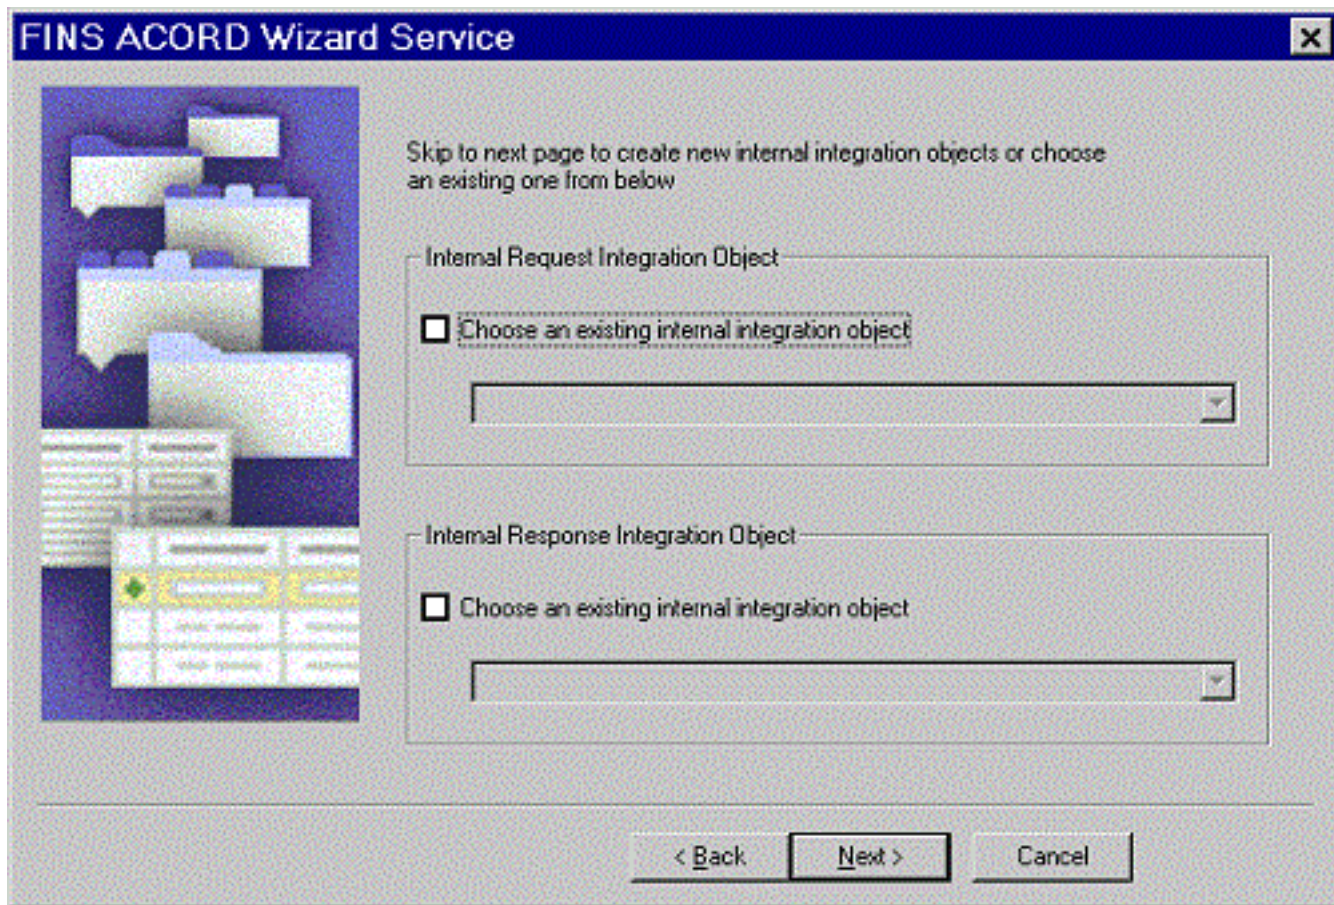 FINS ACORD Wizard Service
Skip to next page to create new internal integration objects or choose
an existing one from below
Internal Request Integration Object
Choose an existing internal integration object
Internal Response Integration Object
Choose an existing internal integration object
< Back
Next >
Cancel